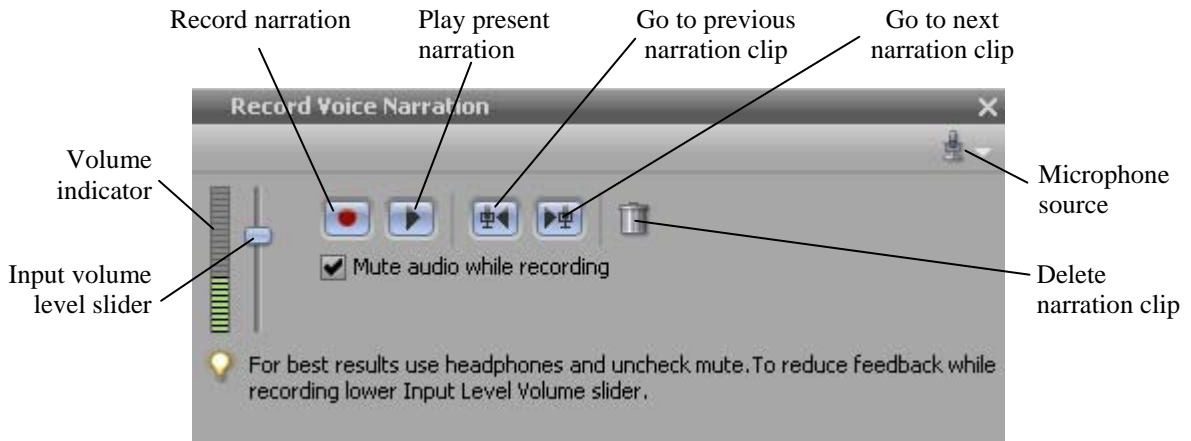 Record narration
Play present
narration
Go to previous
narration clip
Go to next
narration clip
Record Voice Narration
Volume
indicator
Microphone
source
Input volume
level slider
Mute audio while recording
Delete
narration clip
For best results use headphones and uncheck mute.To reduce feedback while
recording lower Input Level Volume slider.